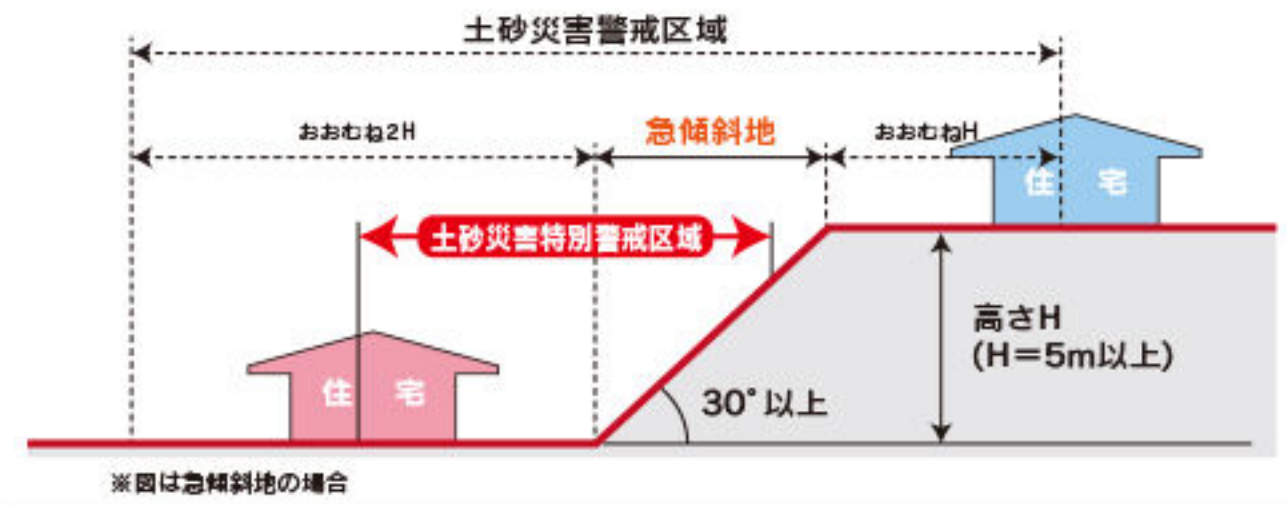 土砂災害警戒区域
おおむね2H
急傾斜地
おおむねH
住宅
土砂災害特別警戒区域
高さH
(H＝5m以上)
住宅
30°以上
※図は急傾斜地の場合